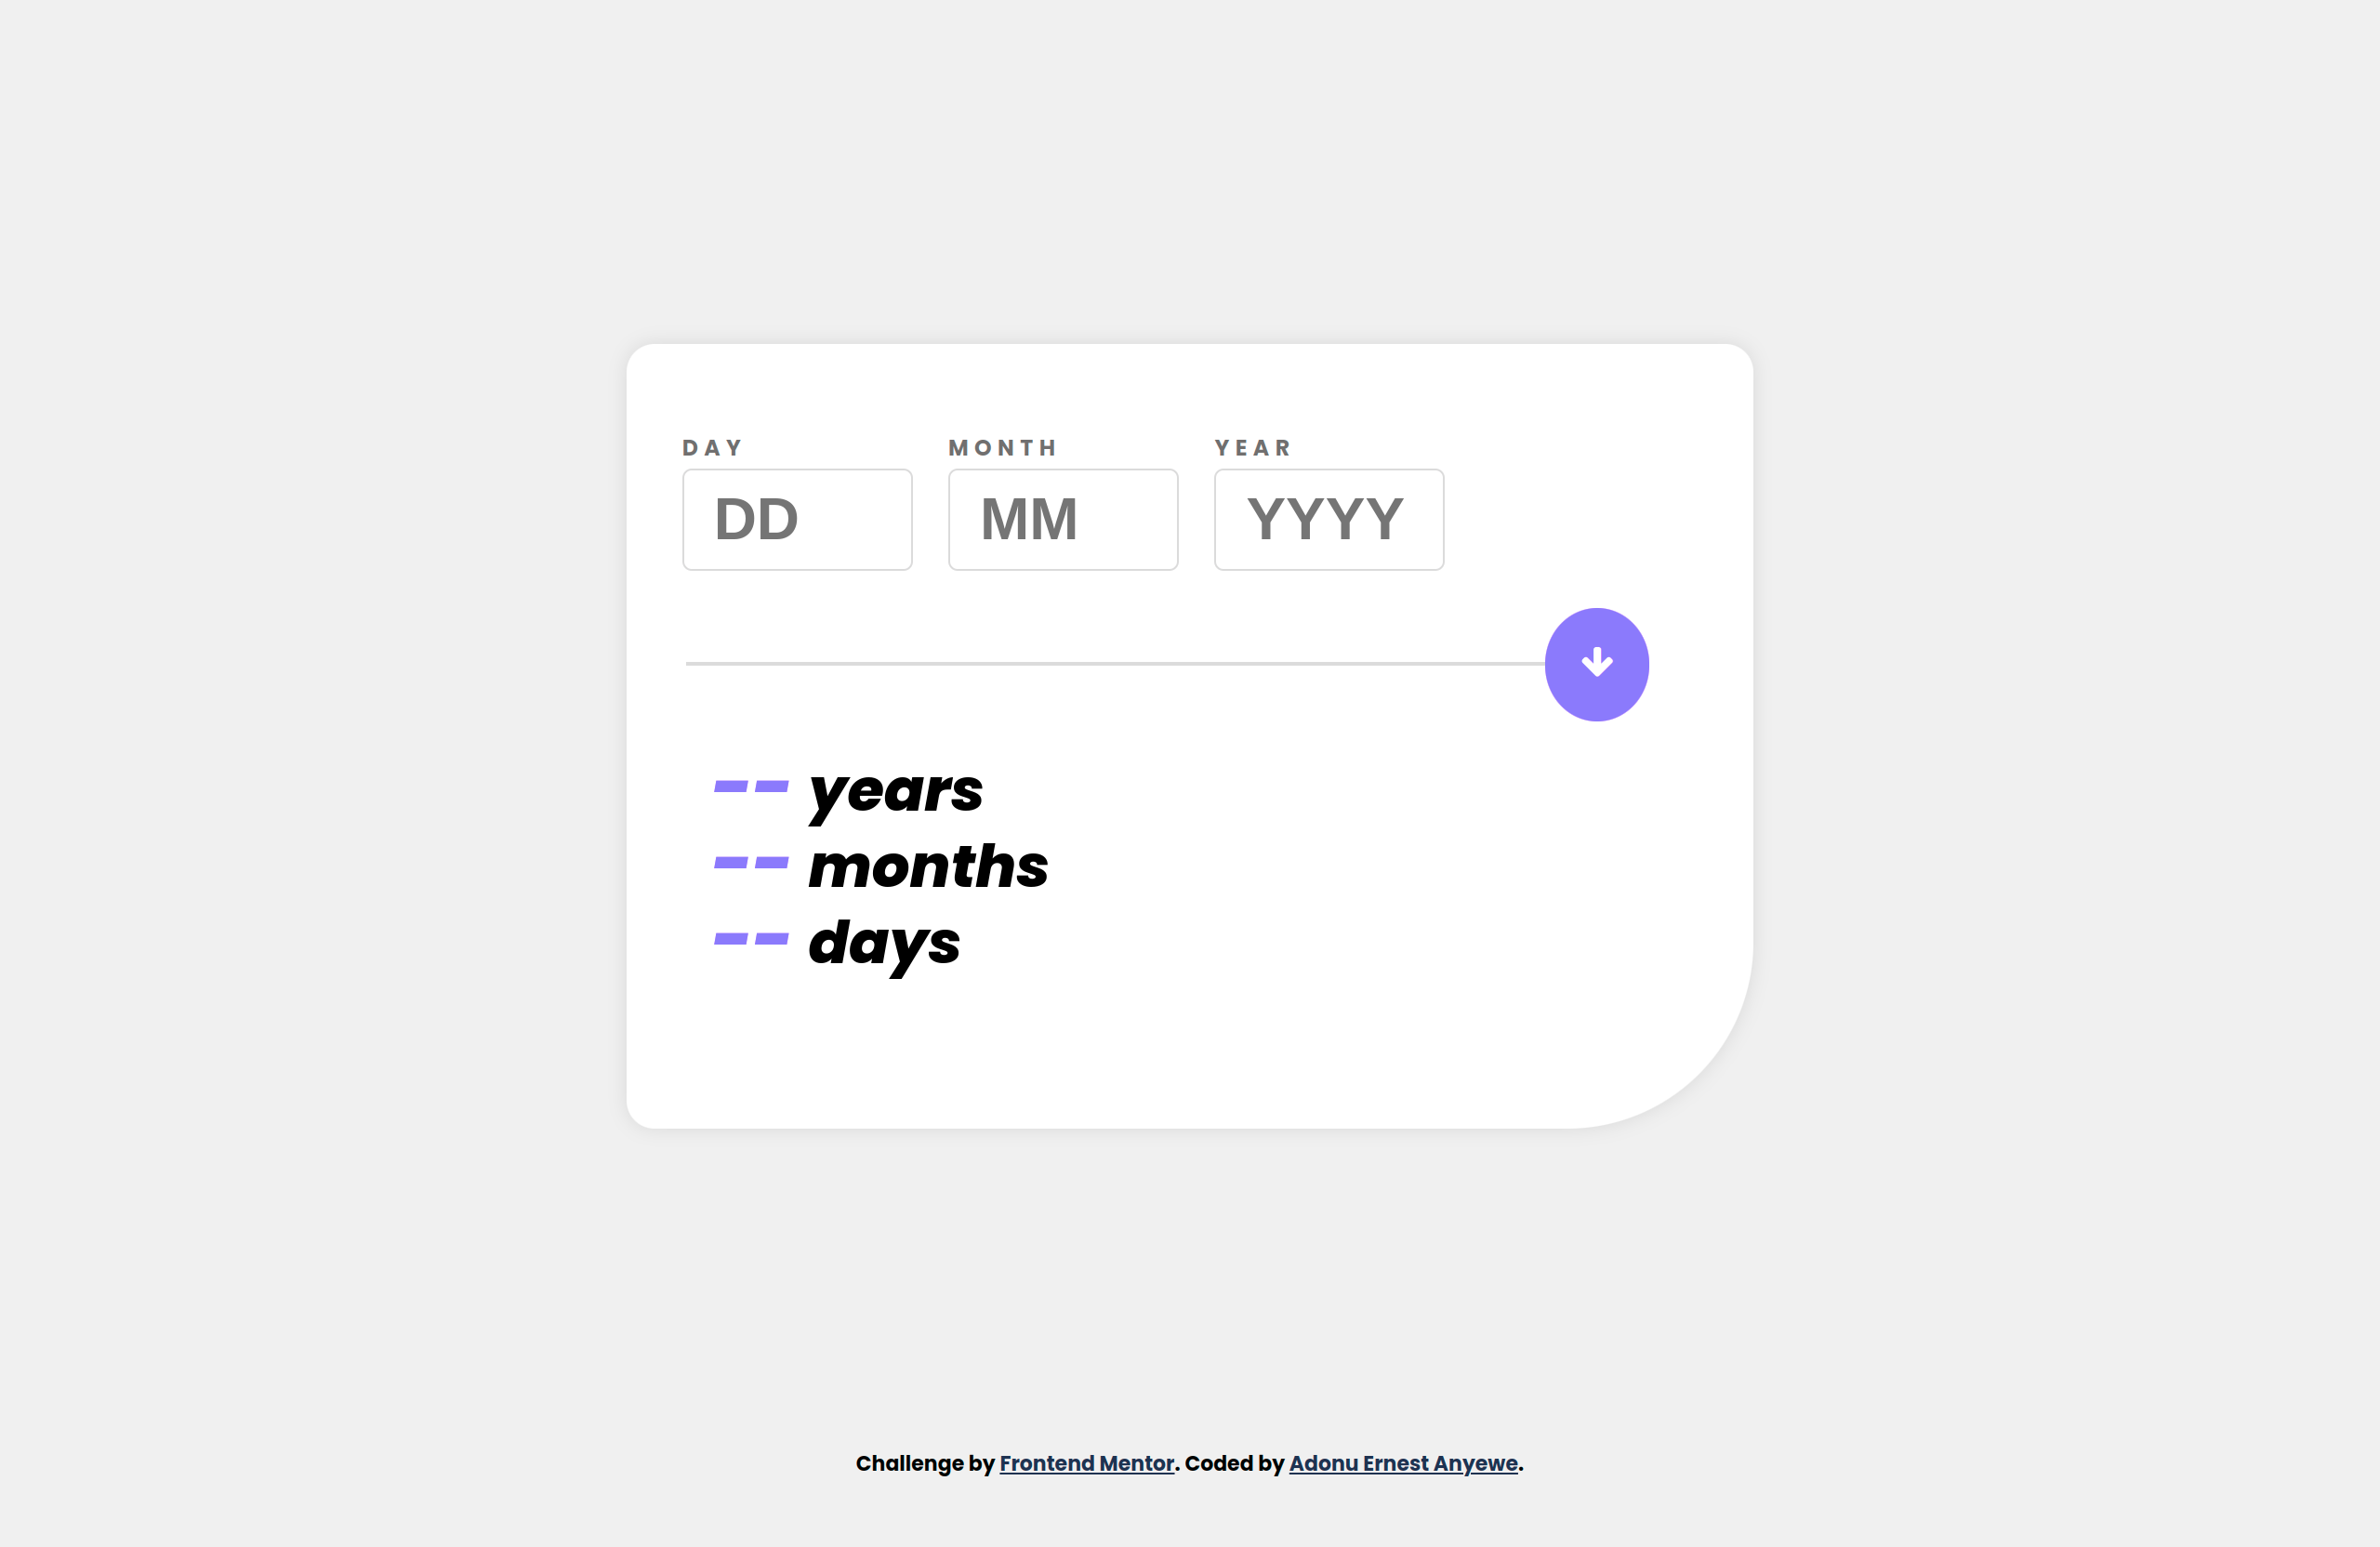 DAY MONTH YEAR
DD MM YYYY
-- years
-- months
-- days
Challenge by Frontend Mentor. Coded by Adonu Ernest Anyewe.